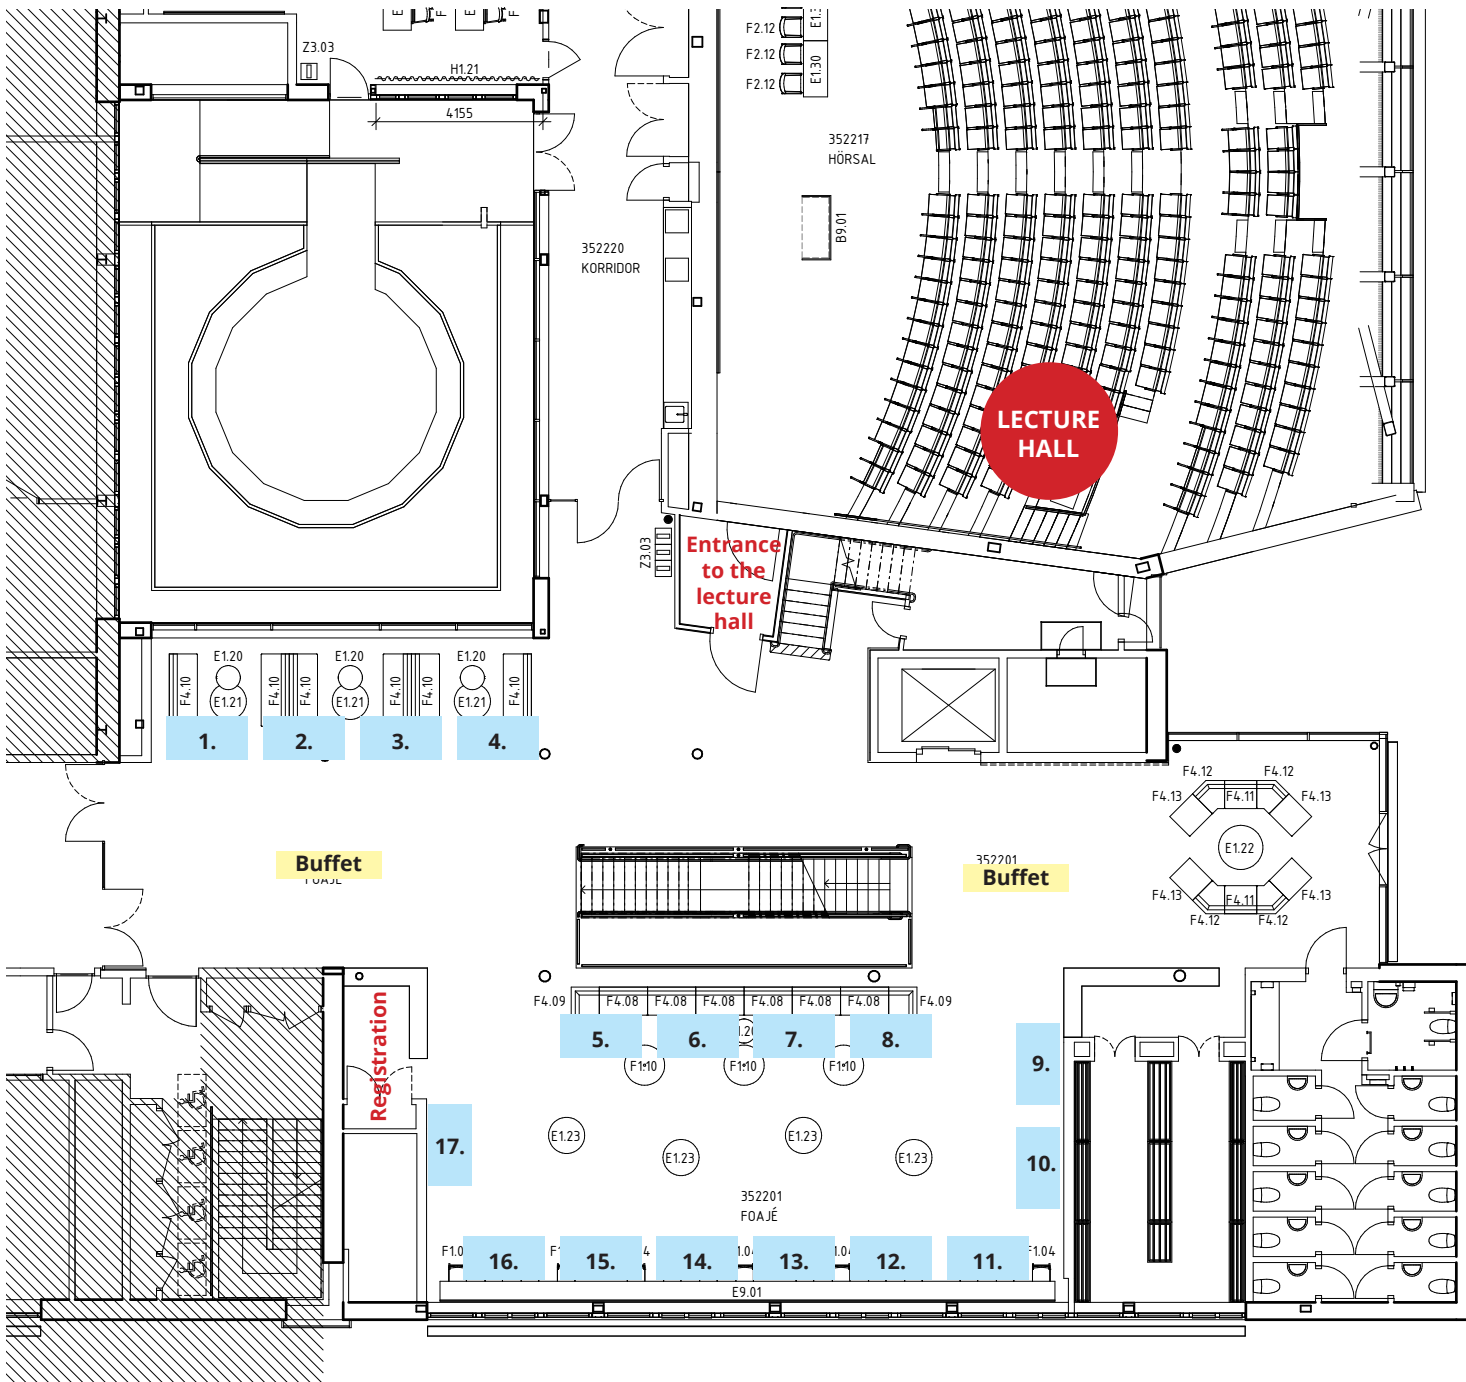 E
F
E
F
Z3.03
H1.21
4155
F2.12
F2.12
F2.12
E1.30
352217
HÖRSAL
B9.01
352220
KORRIDOR
LECTURE
HALL
Z3.03
Entrance
to the
lecture
hall
E1.20
E1.20
E1.20
F4.10
E1.21
F4.10
F4.10
E1.21
F4.10
F4.10
E1.21
F4.10
1.
2.
3.
4.
F4.12
F4.12
F4.13
F4.11
F4.13
E1.22
F4.13
F4.11
F4.13
F4.12
F4.12
Buffet
FOAJÉ
352201
Buffet
Registration
F4.09
F4.08
F4.08
F4.08
F4.08
F4.08
F4.08
F4.09
5.
6.
7.
8.
9.
F1.10
F1.10
F1.10
10.
17.
E1.23
E1.23
E1.23
E1.23
352201
FOAJÉ
16.
15.
14.
13.
12.
11.
F1.04
E9.01